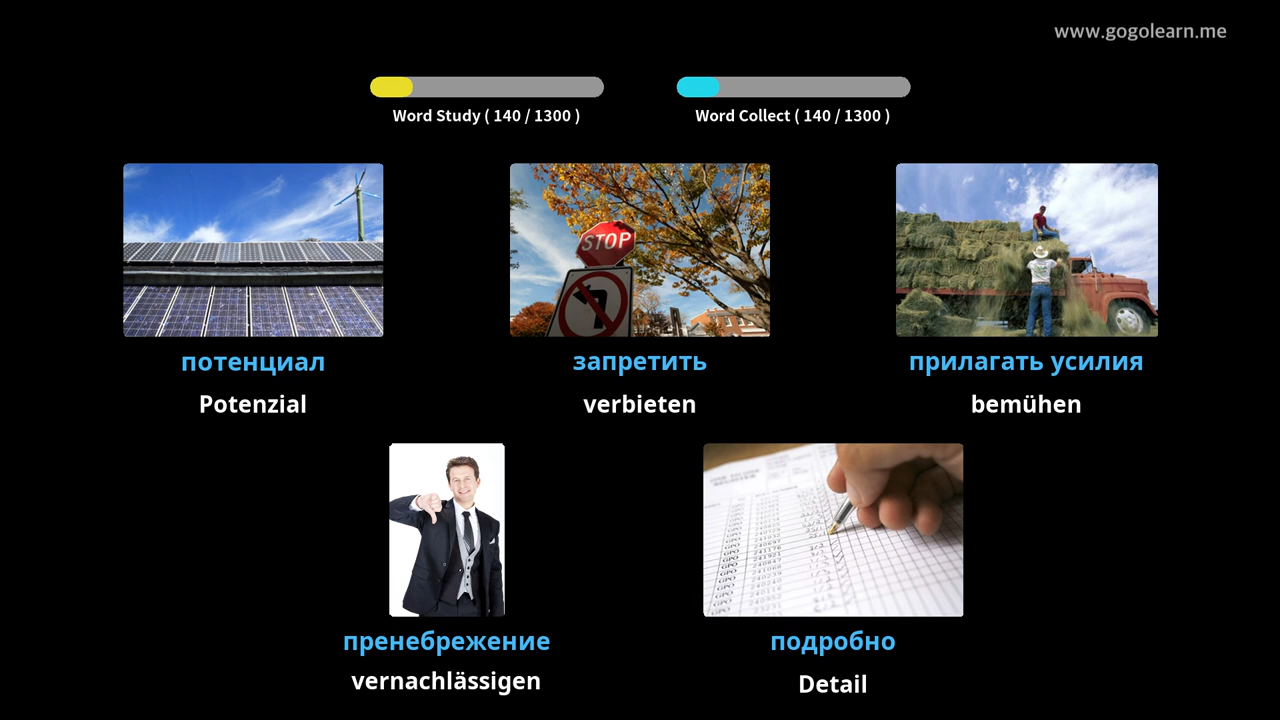 www.gogolearn.me
Word Study ( 140 / 1300 )
Word Collect ( 140 / 1300 )
STOP
потенциал
запретить
прилагать усилия
Potenzial
verbieten
bemühen
пренебрежение
подробно
vernachlässigen
Detail